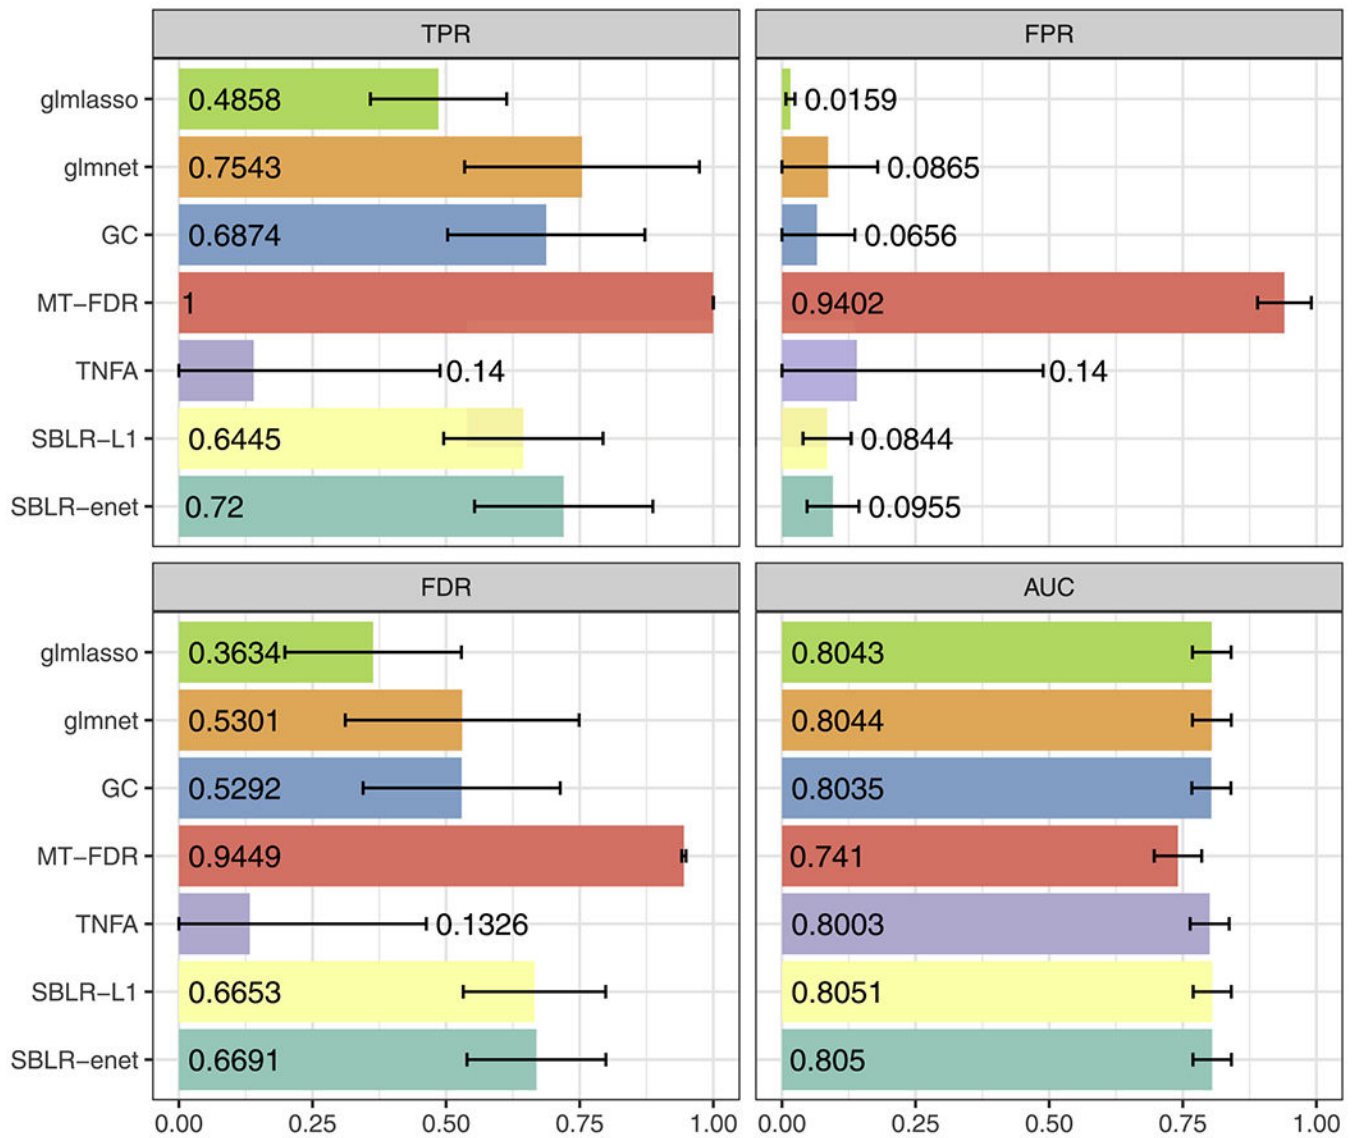 TPR
FPR
glmlasso 0.4858 0.0159
glmnet 0.7543 0.0865
GC 0.6874 0.0656
MT−FDR 1 0.9402
TNFA 0.14 0.14
SBLR−L1 0.6445 0.0844
SBLR−enet 0.72 0.0955
FDR
AUC
glmlasso 0.3634 0.8043
glmnet 0.5301 0.8044
GC 0.5292 0.8035
MT−FDR 0.9449 0.741
TNFA 0.1326 0.8003
SBLR−L1 0.6653 0.8051
SBLR−enet 0.6691 0.805
0.00 0.25 0.50 0.75 1.00 0.00 0.25 0.50 0.75 1.00